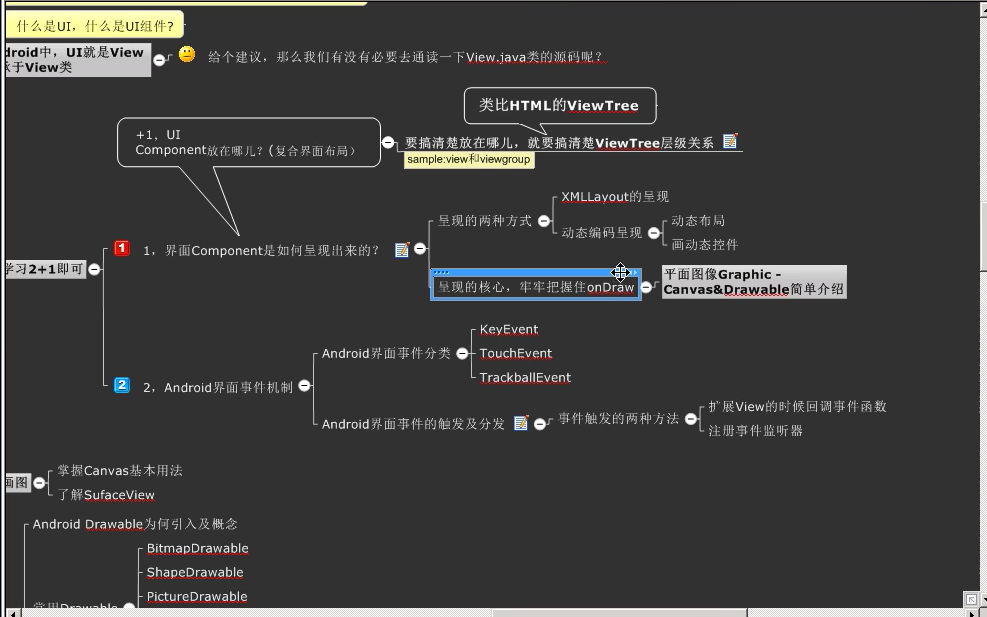 什么是UI，什么是UI组件?
droid中，UI就是View
承于View类
给个建议，那么我们有没有必要去通读一下View.java类的源码呢?
类比HTML的ViewTree
+1，UI
Component放在哪儿? (复合界面布局)
要搞清楚放在哪儿，就要搞清楚ViewTree层级关系
sample:view和viewgroup
学习2+1即可
1
1，界面Component是如何呈现出来的?
呈现的两种方式
XMLLayout的呈现
动态编码呈现
动态布局
画动态控件
呈现的核心，牢牢把握住onDraw
平面图像Graphic -
Canvas&Drawable简单介绍
2
2，Android界面事件机制
Android界面事件分类
KeyEvent
TouchEvent
TrackballEvent
Android界面事件的触发及分发
事件触发的两种方法
扩展View的时候回调事件函数
注册事件监听器
画图
掌握Canvas基本用法
了解SufaceView
Android Drawable为何引入及概念
BitmapDrawable
ShapeDrawable
PictureDrawable
常用Drawable